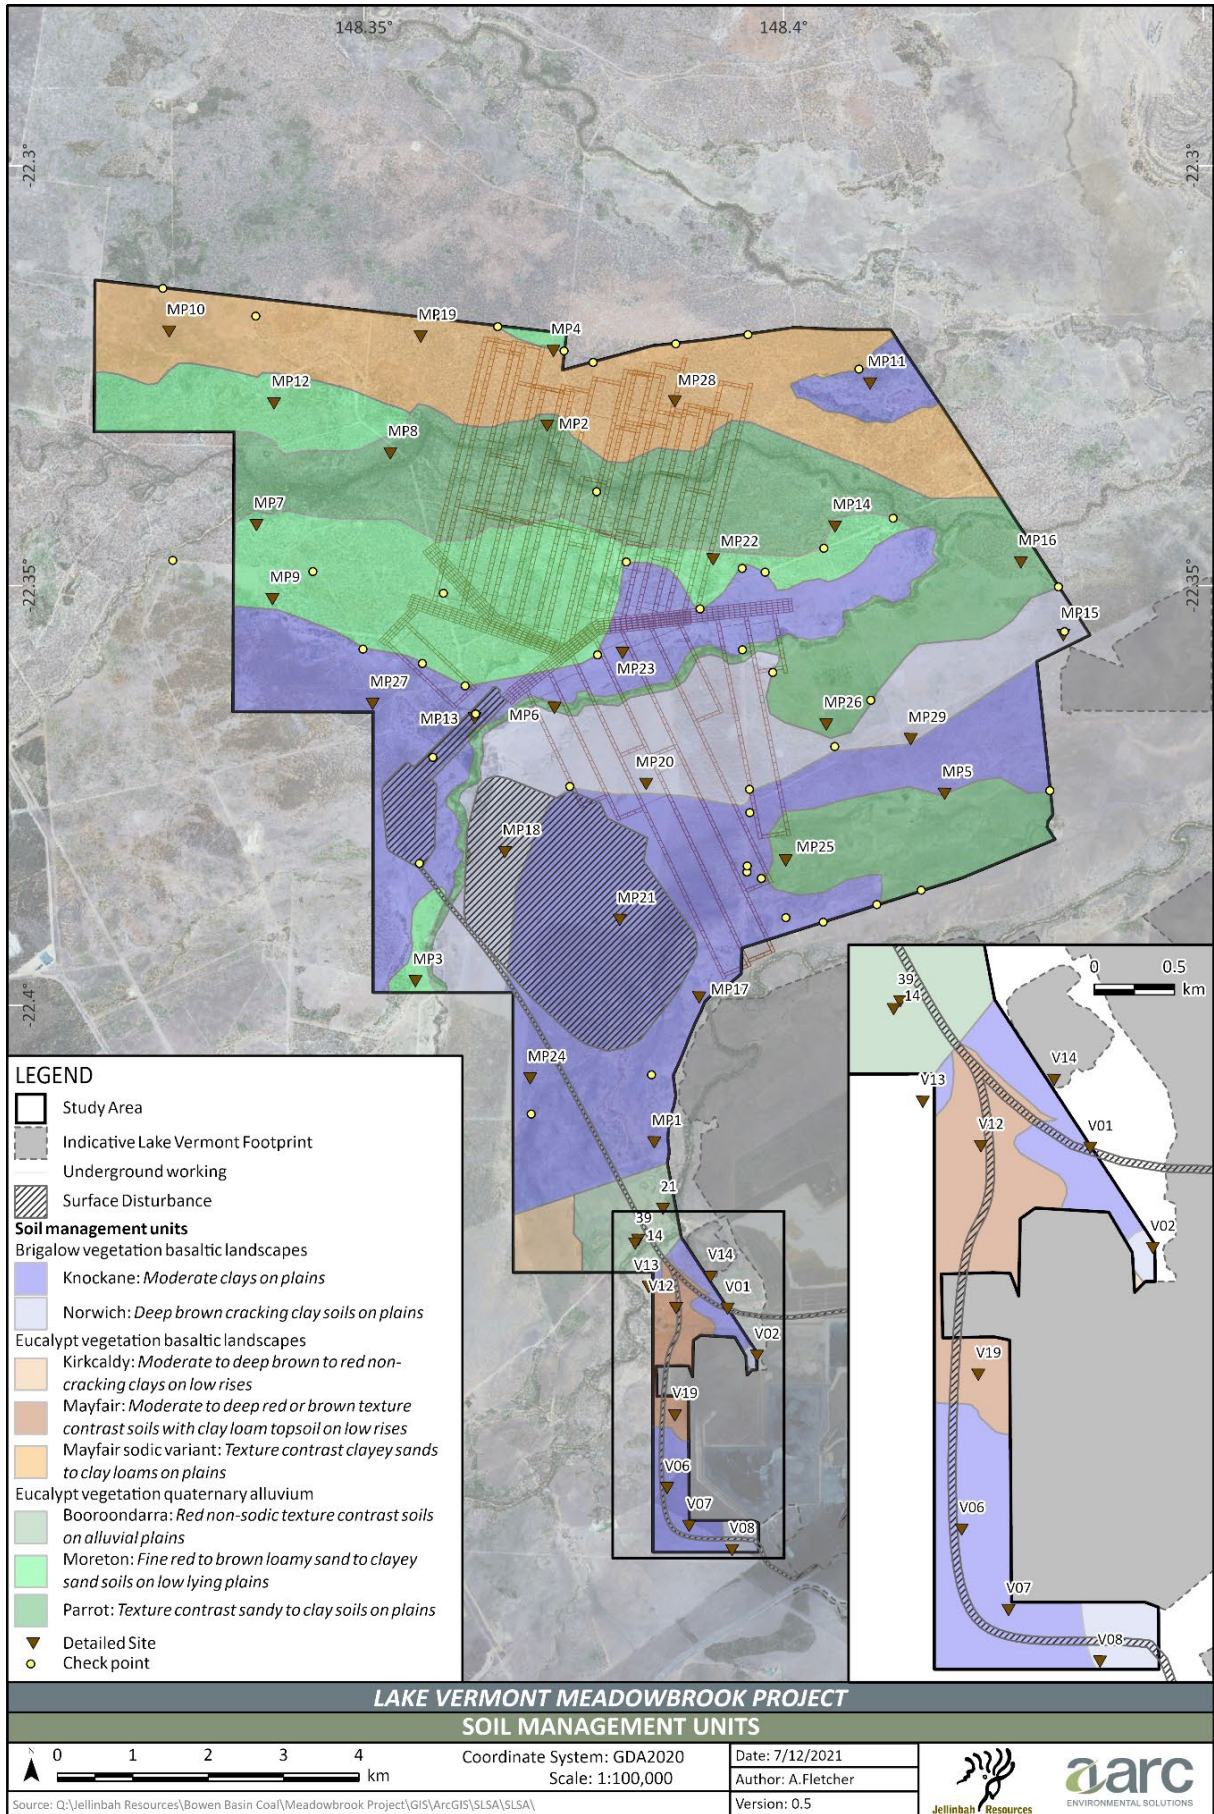 148.35°
148.4°
-22.3°
-22.3°
MP10
MP19
MP4
MP11
MP28
MP12
MP2
MP8
MP7
MP14
MP22
MP16
MP9
MP15
MP23
MP27
MP6
MP13
MP26
MP29
MP20
MP5
MP18
MP25
MP21
MP3
MP17
MP24
MP1
-22.35°
-22.35°
-22.4°
21
39
14
V14
V13
V12
V01
V02
V19
V06
V07
V08
0 0.5
km
39
14
V14
V13
V12
V01
V02
V19
V06
V07
V08
LEGEND
Study Area
Indicative Lake Vermont Footprint
Underground working
Surface Disturbance
Soil management units
Brigalow vegetation basaltic landscapes
Knockane: Moderate clays on plains
Norwich: Deep brown cracking clay soils on plains
Eucalypt vegetation basaltic landscapes
Kirkcaldy: Moderate to deep brown to red non-
cracking clays on low rises
Mayfair: Moderate to deep red or brown texture
contrast soils with clay loam topsoil on low rises
Mayfair sodic variant: Texture contrast clayey sands
to clay loams on plains
Eucalypt vegetation quaternary alluvium
Booroondarra: Red non-sodic texture contrast soils
on alluvial plains
Moreton: Fine red to brown loamy sand to clayey
sand soils on low lying plains
Parrot: Texture contrast sandy to clay soils on plains
Detailed Site
Check point
LAKE VERMONT MEADOWBROOK PROJECT
SOIL MANAGEMENT UNITS
N
0 1 2 3 4
km
Coordinate System: GDA2020
Scale: 1:100,000
Date: 7/12/2021
Author: A.Fletcher
Version: 0.5
Source: Q:\Jellinbah Resources\Bowen Basin Coal\Meadowbrook Project\GIS\ArcGIS\SLSA\SLSA\
Jellinbah Resources
aarc
ENVIRONMENTAL SOLUTIONS